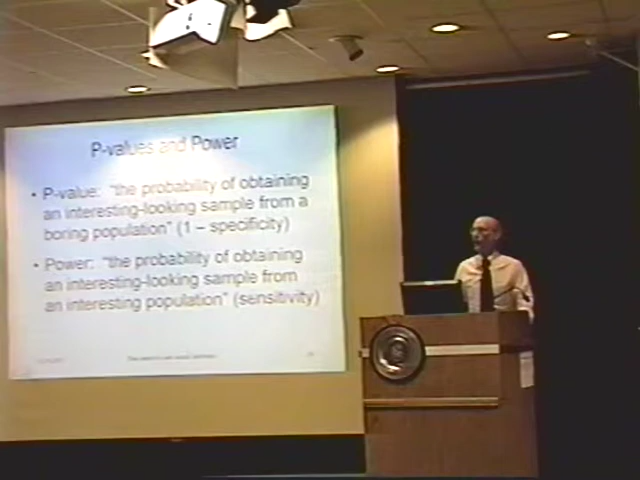 P-values and Power
• P-value: "the probability of obtaining
an interesting-looking sample from a
boring population" (1 – specificity)
• Power: "the probability of obtaining
an interesting-looking sample from
an interesting population" (sensitivity)